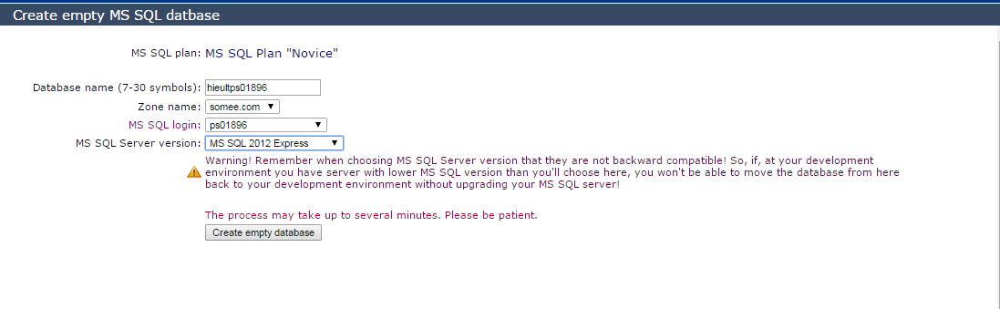 Create empty MS SQL datbase
MS SQL plan: MS SQL Plan "Novice"
Database name (7-30 symbols): hieultps01896
Zone name: somee.com
MS SQL login: ps01896
MS SQL Server version: MS SQL 2012 Express
Warning! Remember when choosing MS SQL Server version that they are not backward compatible! So, if, at your development
environment you have server with lower MS SQL version than you'll choose here, you won't be able to move the database from here
back to your development environment without upgrading your MS SQL server!
The process may take up to several minutes. Please be patient.
Create empty database